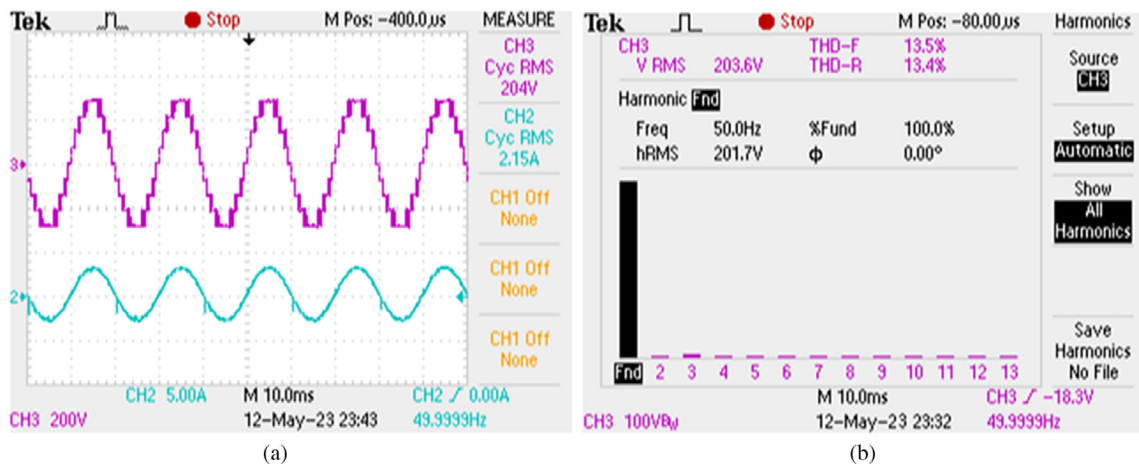 Tek Stop M Pos: -400.0us MEASURE
CH3
Cyc RMS
204V
CH2
Cyc RMS
2.15A
CH1 Off
None
CH1 Off
None
CH1 Off
None
3
2
CH2 5.00A M 10.0ms CH2 / 0.00A
CH3 200V 12-May-23 23:43 49.9999Hz
(a)
Tek Stop M Pos: -80.00us Harmonics
CH3 THD-F 13.5%
V RMS 203.6V THD-R 13.4%
Harmonic Fnd
Freq 50.0Hz %Fund 100.0%
hRMS 201.7V Φ 0.00°
Source
CH3
Setup
Automatic
Show
All
Harmonics
Save
Harmonics
No File
Fnd 2 3 4 5 6 7 8 9 10 11 12 13
M 10.0ms CH3 / -18.3V
CH3 100VBw 12-May-23 23:32 49.9999Hz
(b)